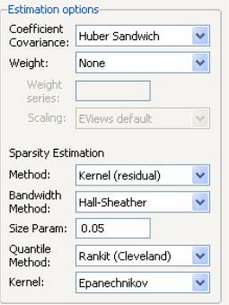 Estimation options
Coefficient
Covariance: Huber Sandwich
Weight: None
Weight
series:
Scaling: EViews default
Sparsity Estimation
Method: Kernel (residual)
Bandwidth
Method: Hall-Sheather
Size Param: 0.05
Quantile
Method: Rankit (Cleveland)
Kernel: Epanechnikov